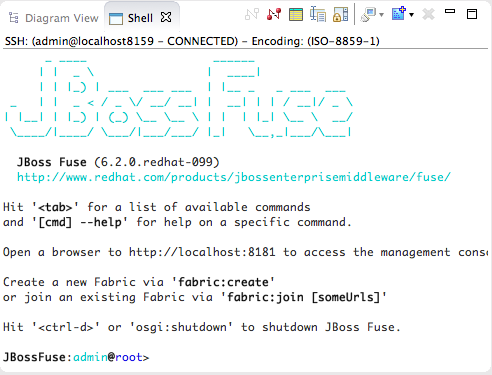 Diagram View
Shell
SSH: (admin@localhost8159 - CONNECTED) - Encoding: (ISO-8859-1)
JBoss Fuse
JBoss Fuse (6.2.0.redhat-099)
http://www.redhat.com/products/jbossenterprisemiddleware/fuse/
Hit '<tab>' for a list of available commands
and '[cmd] --help' for help on a specific command.
Open a browser to http://localhost:8181 to access the management cons
Create a new Fabric via 'fabric:create'
or join an existing Fabric via 'fabric:join [someUrls]'
Hit '<ctrl-d>' or 'osgi:shutdown' to shutdown JBoss Fuse.
JBossFuse:admin@root>